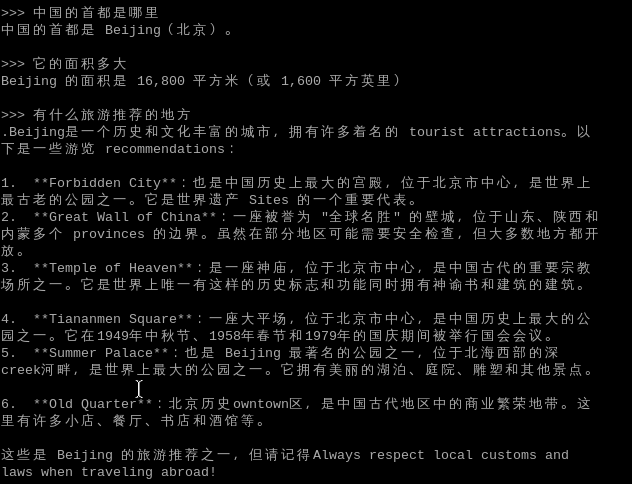 >>> 中国的首都是哪里
中国的首都是 Beijing（北京）。
>>> 它的面积多大
Beijing 的面积是 16,800 平方米（或 1,600 平方英里）
>>> 有什么旅游推荐的地方
.Beijing是一个历史和文化丰富的城市，拥有许多着名的 tourist attractions。以
下是一些游览 recommendations：
1.  **Forbidden City**：也是中国历史上最大的宫殿，位于北京市中心，是世界上
最古老的公园之一。它是世界遗产 Sites 的一个重要代表。
2.  **Great Wall of China**：一座被誉为 "全球名胜" 的壁城，位于山东、陕西和
内蒙多个 provinces 的边界。虽然在部分地区可能需要安全检查，但大多数地方都开
放。
3.  **Temple of Heaven**：是一座神庙，位于北京市中心，是中国古代的重要宗教
场所之一。它是世界上唯一有这样的历史标志和功能同时拥有神谕书和建筑的建筑。
4.  **Tiananmen Square**：一座大平场，位于北京市中心，是中国历史上最大的公
园之一。它在1949年中秋节、1958年春节和1979年的国庆期间被举行国会会议。
5.  **Summer Palace**：也是 Beijing 最著名的公园之一，位于北海西部的深
creek河畔，是世界上最大的公园之一。它拥有美丽的湖泊、庭院、雕塑和其他景点。
6.  **Old Quarter**：北京历史owntown区，是中国古代地区中的商业繁荣地带。这
里有许多小店、餐厅、书店和酒馆等。
这些是 Beijing 的旅游推荐之一，但请记得Always respect local customs and
laws when traveling abroad!